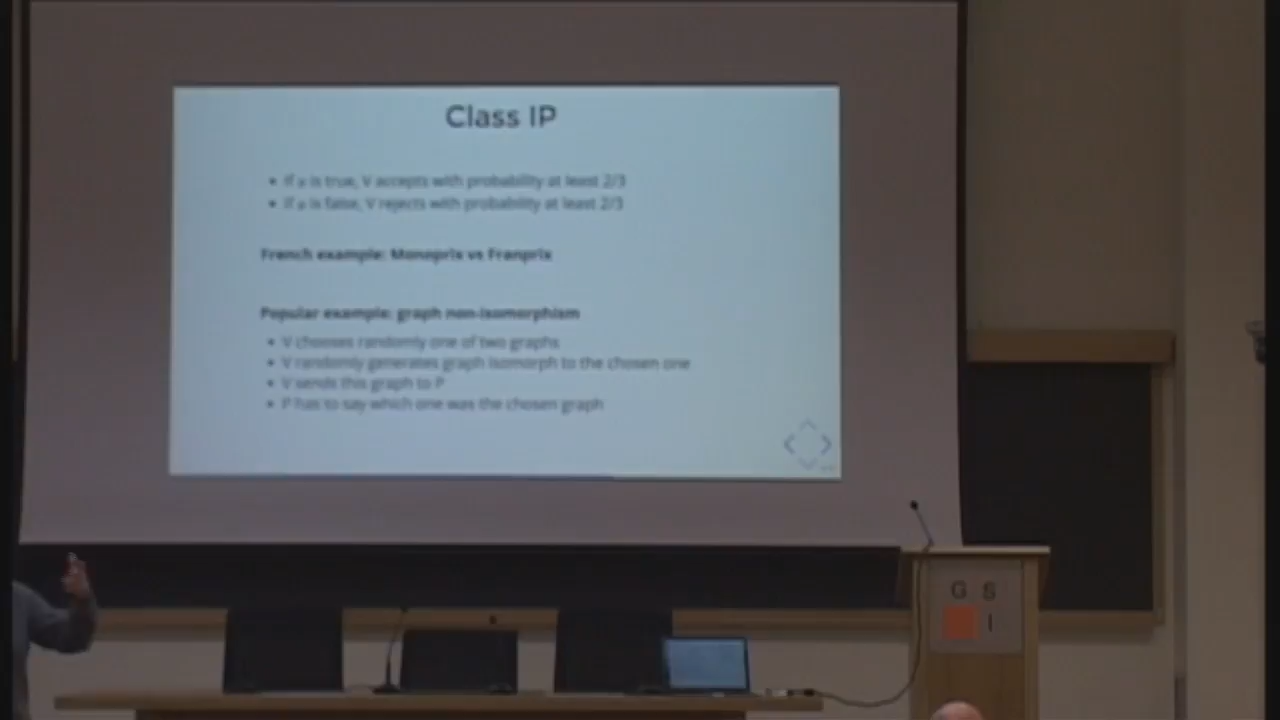 Class IP
• If φ is true, V accepts with probability at least 2/3
• If φ is false, V rejects with probability at least 2/3
French example: Monoprix vs Franprix
Popular example: graph non-isomorphism
• V chooses randomly one of two graphs
• V randomly generates graph isomorph to the chosen one
• V sends this graph to P
• P has to say which one was the chosen graph
G S
I